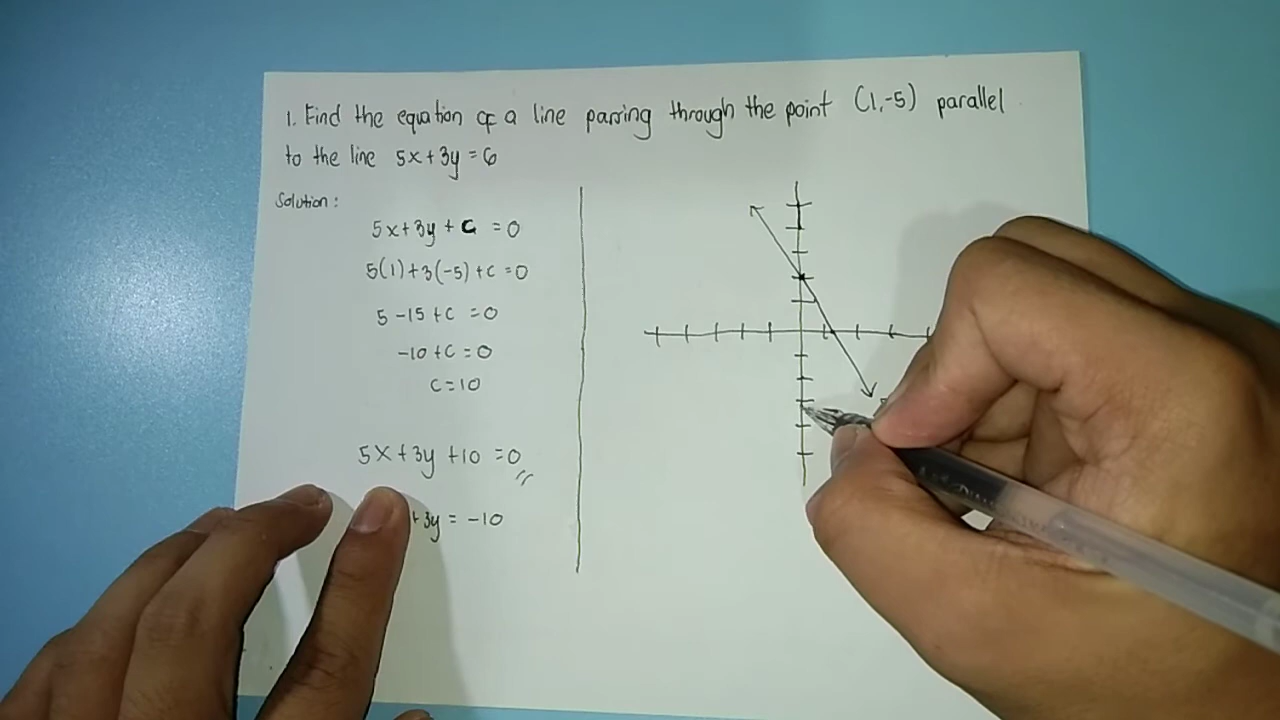 1. Find the equation of a line passing through the point (1,-5) parallel
to the line 5x+3y=6
Solution:
5x+3y+C=0
5(1)+3(-5)+c=0
5-15+c=0
-10+c=0
c=10
5x+3y+10=0
+3y=-10